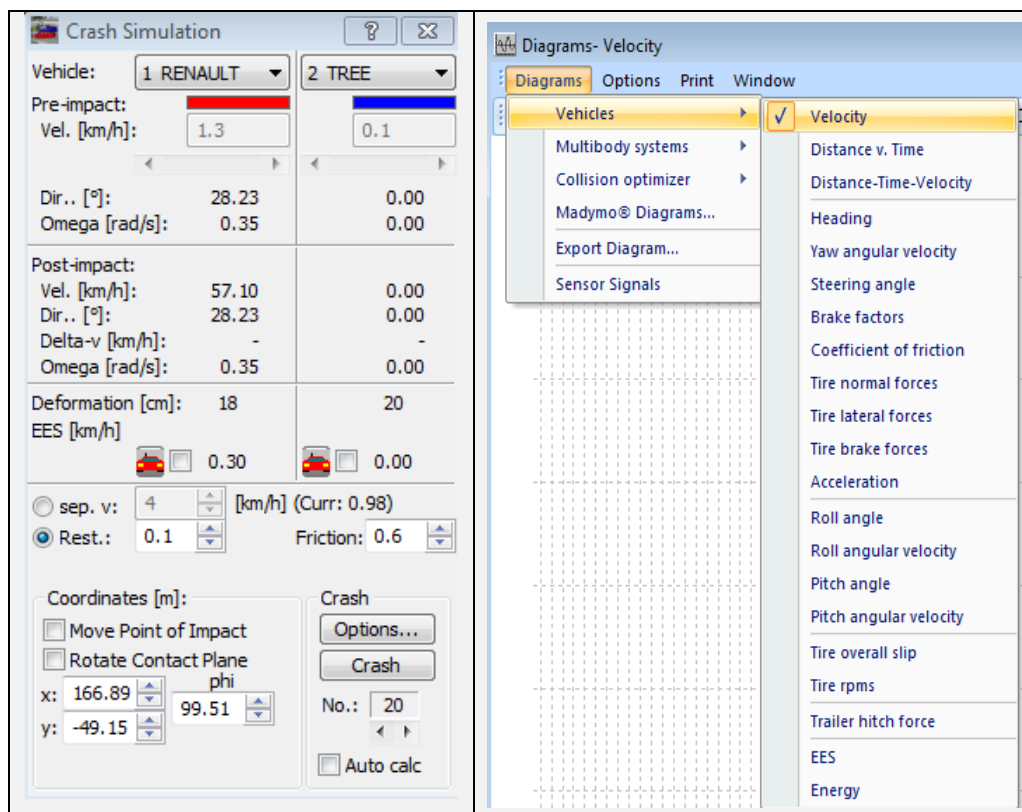 Crash Simulation
Vehicle: 1 RENAULT 2 TREE
Pre-impact:
Vel. [km/h]: 1.3 0.1
Dir.. [°]: 28.23 0.00
Omega [rad/s]: 0.35 0.00
Post-impact:
Vel. [km/h]: 57.10 0.00
Dir.. [°]: 28.23 0.00
Delta-v [km/h]: - -
Omega [rad/s]: 0.35 0.00
Deformation [cm]: 18 20
EES [km/h]
0.30 0.00
sep. v: 4 [km/h] (Curr: 0.98)
Rest.: 0.1 Friction: 0.6
Coordinates [m]:
Move Point of Impact
Rotate Contact Plane
phi
x: 166.89 99.51
y: -49.15
Crash
Options...
Crash
No.: 20
Auto calc
Diagrams- Velocity
Diagrams Options Print Window
Vehicles
Multibody systems
Collision optimizer
Madymo® Diagrams...
Export Diagram...
Sensor Signals
Velocity
Distance v. Time
Distance-Time-Velocity
Heading
Yaw angular velocity
Steering angle
Brake factors
Coefficient of friction
Tire normal forces
Tire lateral forces
Tire brake forces
Acceleration
Roll angle
Roll angular velocity
Pitch angle
Pitch angular velocity
Tire overall slip
Tire rpms
Trailer hitch force
EES
Energy